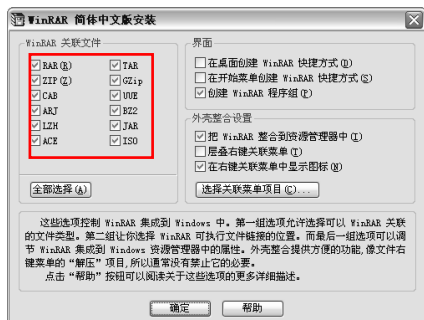 WinRAR 简体中文版安装
WinRAR 关联文件
RAR(R)
TAR
ZIP(Z)
GZip
CAB
UUE
ARJ
BZ2
LZH
JAR
ACE
ISO
全部选择(A)
界面
在桌面创建 WinRAR 快捷方式(D)
在开始菜单创建 WinRAR 快捷方式(S)
创建 WinRAR 程序组(P)
外壳整合设置
把 WinRAR 整合到资源管理器中(I)
层叠右键关联菜单(T)
在右键关联菜单中显示图标(N)
选择关联菜单项目(C)...
这些选项控制 WinRAR 集成到 Windows 中。第一组选项允许选择可以 WinRAR 关联
的文件类型。第二组让你选择 WinRAR 可执行文件链接的位置。而最后一组选项可以调
节 WinRAR 集成到 Windows 资源管理器中的属性。外壳整合提供方便的功能,像文件右
键菜单的“解压”项目,所以通常没有禁止它的必要。
点击“帮助”按钮可以阅读关于这些选项的更多详细描述。
确定
帮助